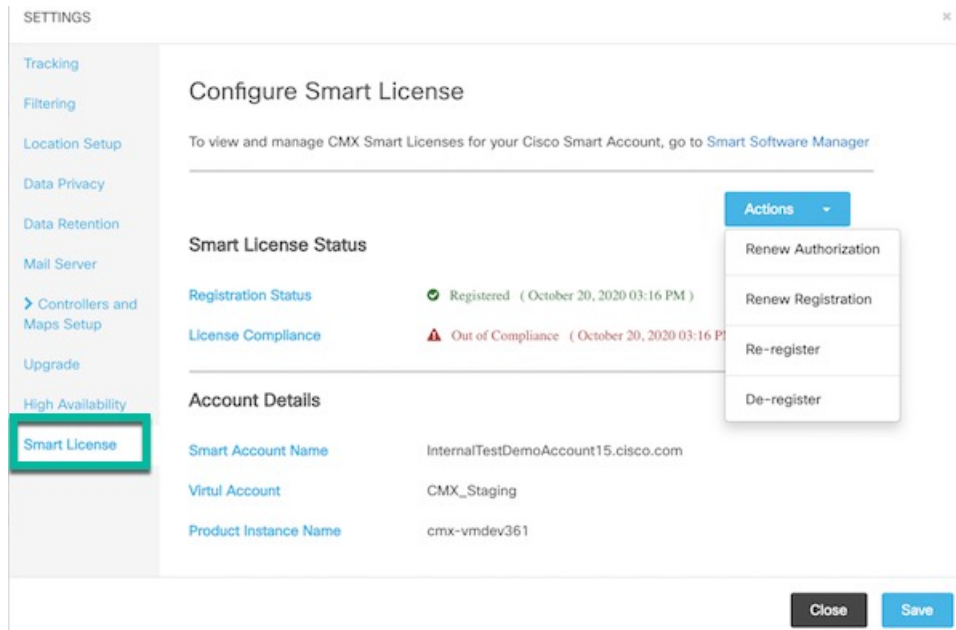 SETTINGS
×
Tracking
Filtering
Location Setup
Data Privacy
Data Retention
Mail Server
Controllers and
Maps Setup
Upgrade
High Availability
Smart License
Configure Smart License
To view and manage CMX Smart Licenses for your Cisco Smart Account, go to Smart Software Manager
Actions
Renew Authorization
Renew Registration
Re-register
De-register
Smart License Status
Registration Status Registered ( October 20, 2020 03:16 PM )
License Compliance Out of Compliance ( October 20, 2020 03:16 P
Account Details
Smart Account Name InternalTestDemoAccount15.cisco.com
Virtul Account CMX_Staging
Product Instance Name cmx-vmdev361
Close Save